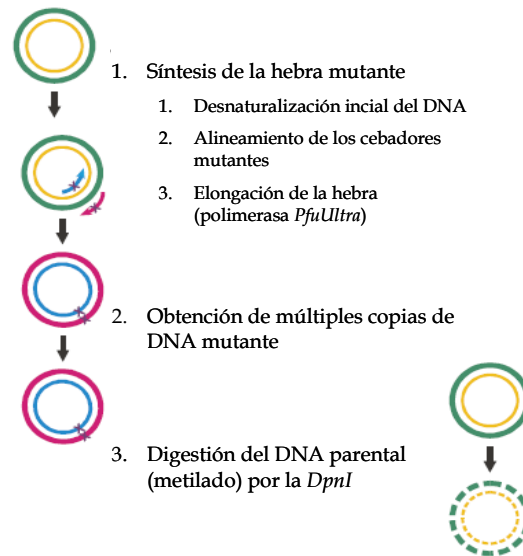 1. Síntesis de la hebra mutante
1. Desnaturalización incial del DNA
2. Alineamiento de los cebadores
mutantes
3. Elongación de la hebra
(polimerasa PfuUltra)
2. Obtención de múltiples copias de
DNA mutante
3. Digestión del DNA parental
(metilado) por la DpnI